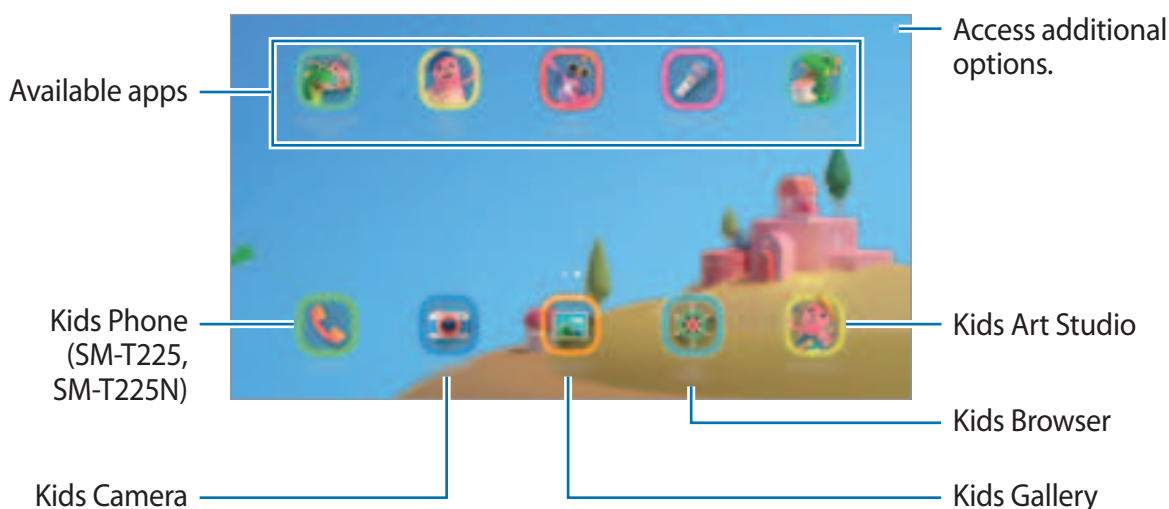 Access additional
options.
Available apps
Kids Phone
(SM-T225,
SM-T225N)
Kids Art Studio
Kids Browser
Kids Camera
Kids Gallery